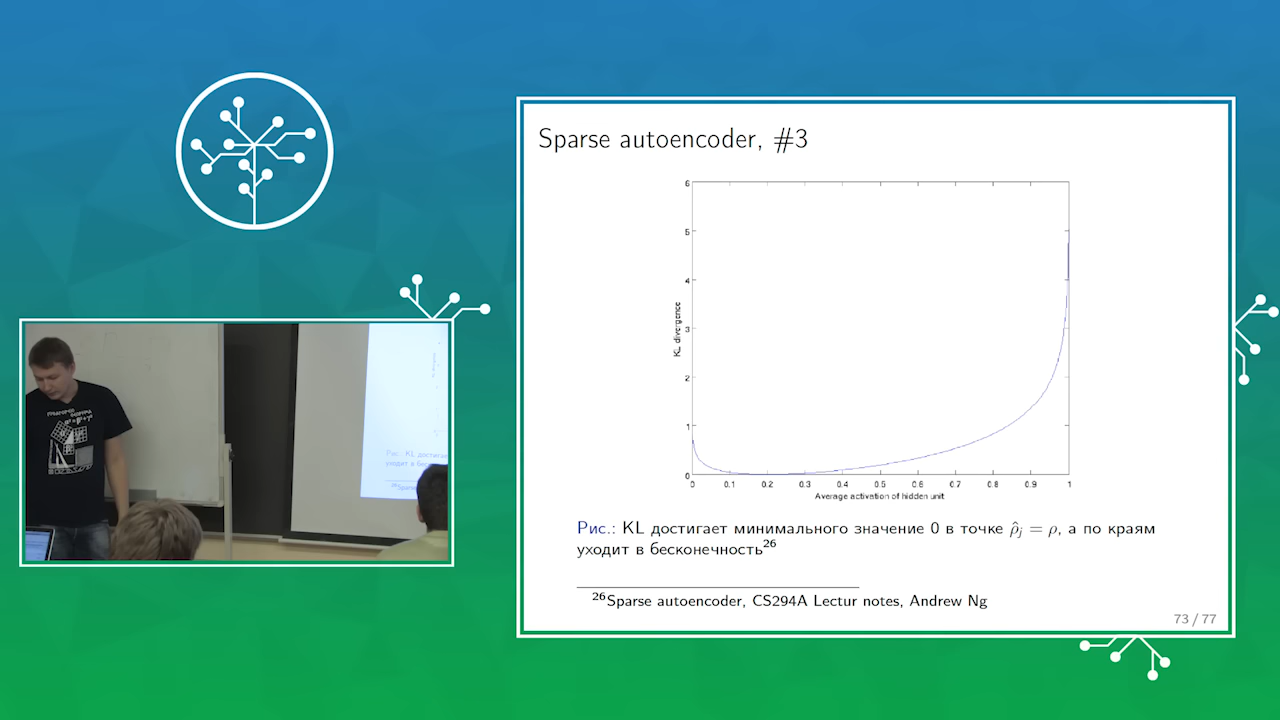 Sparse autoencoder, #3
6
5
4
3
2
1
0
KL divergence
0 0.1 0.2 0.3 0.4 0.5 0.6 0.7 0.8 0.9 1
Average activation of hidden unit
Рис.: KL достигает минимального значение 0 в точке ρ̂ⱼ = ρ, а по краям
уходит в бесконечность²⁶
²⁶Sparse autoencoder, CS294A Lectur notes, Andrew Ng
73 / 77